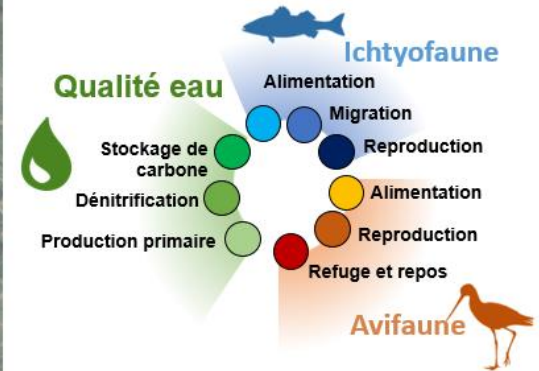 Ichtyofaune
Qualité eau
Alimentation
Migration
Reproduction
Stockage de
carbone
Dénitrification
Production primaire
Alimentation
Reproduction
Refuge et repos
Avifaune